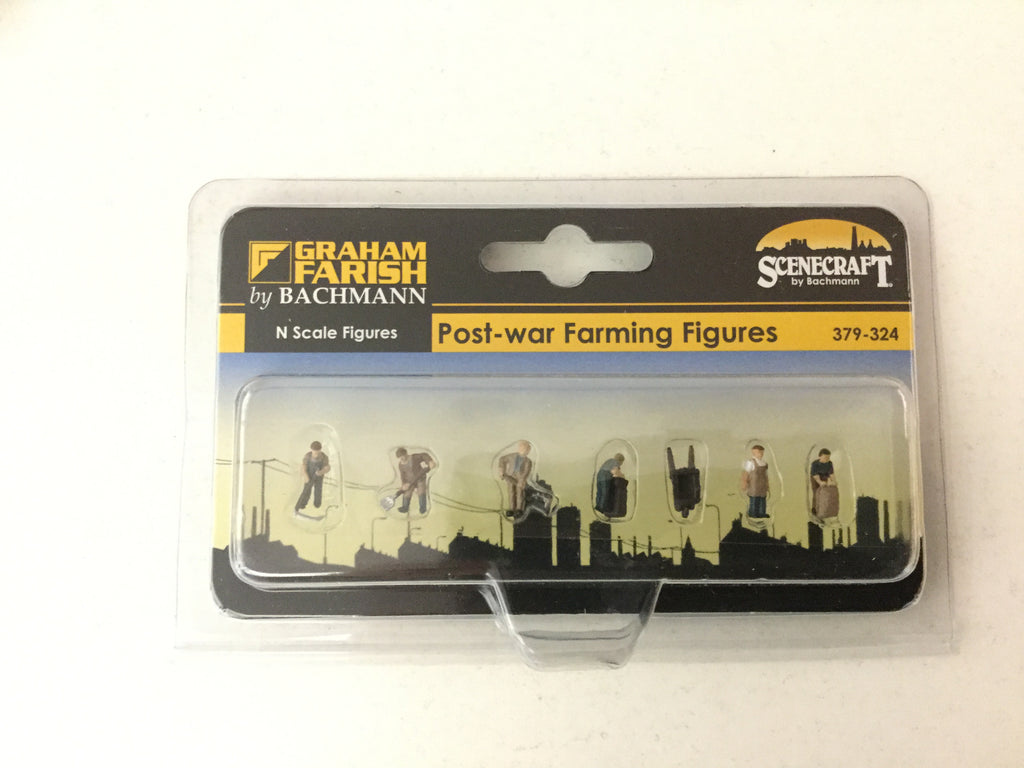 GRAHAM
FARISH
by BACHMANN
SCENECRAFT
by Bachmann
N Scale Figures
Post-war Farming Figures
379-324